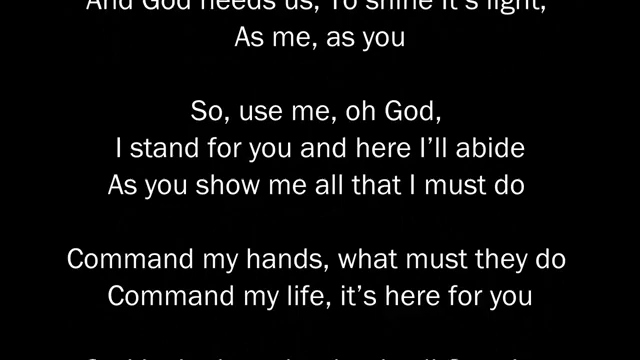 And God needs us, To shine it's light,
As me, as you
So, use me, oh God,
I stand for you and here I'll abide
As you show me all that I must do
Command my hands, what must they do
Command my life, it's here for you